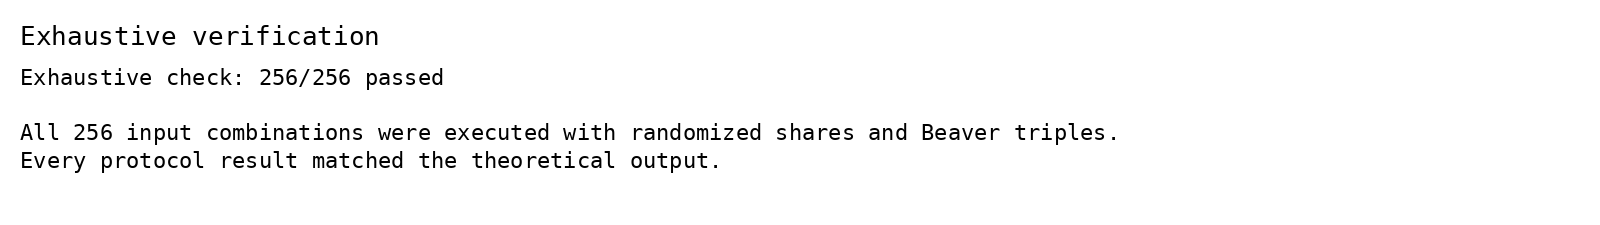 Exhaustive verification
Exhaustive check: 256/256 passed
All 256 input combinations were executed with randomized shares and Beaver triples.
Every protocol result matched the theoretical output.